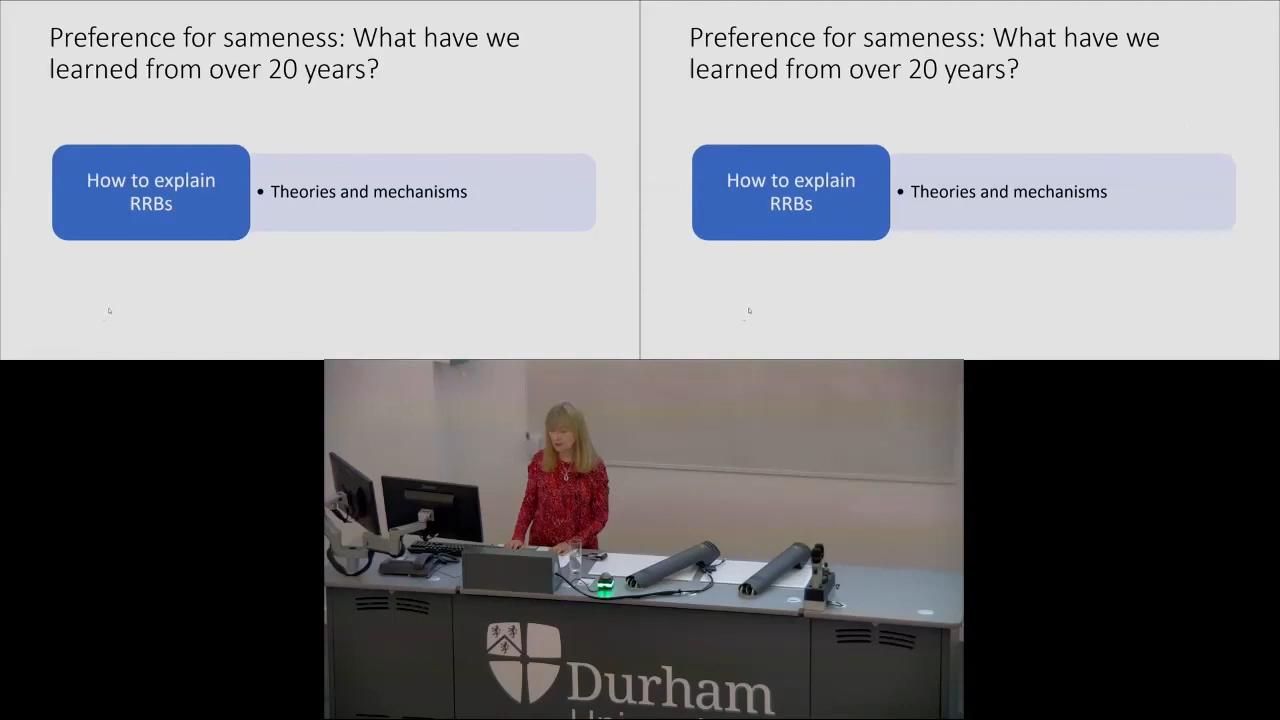 Preference for sameness: What have we
learned from over 20 years?
How to explain
RRBs
• Theories and mechanisms
Preference for sameness: What have we
learned from over 20 years?
How to explain
RRBs
• Theories and mechanisms
Durham